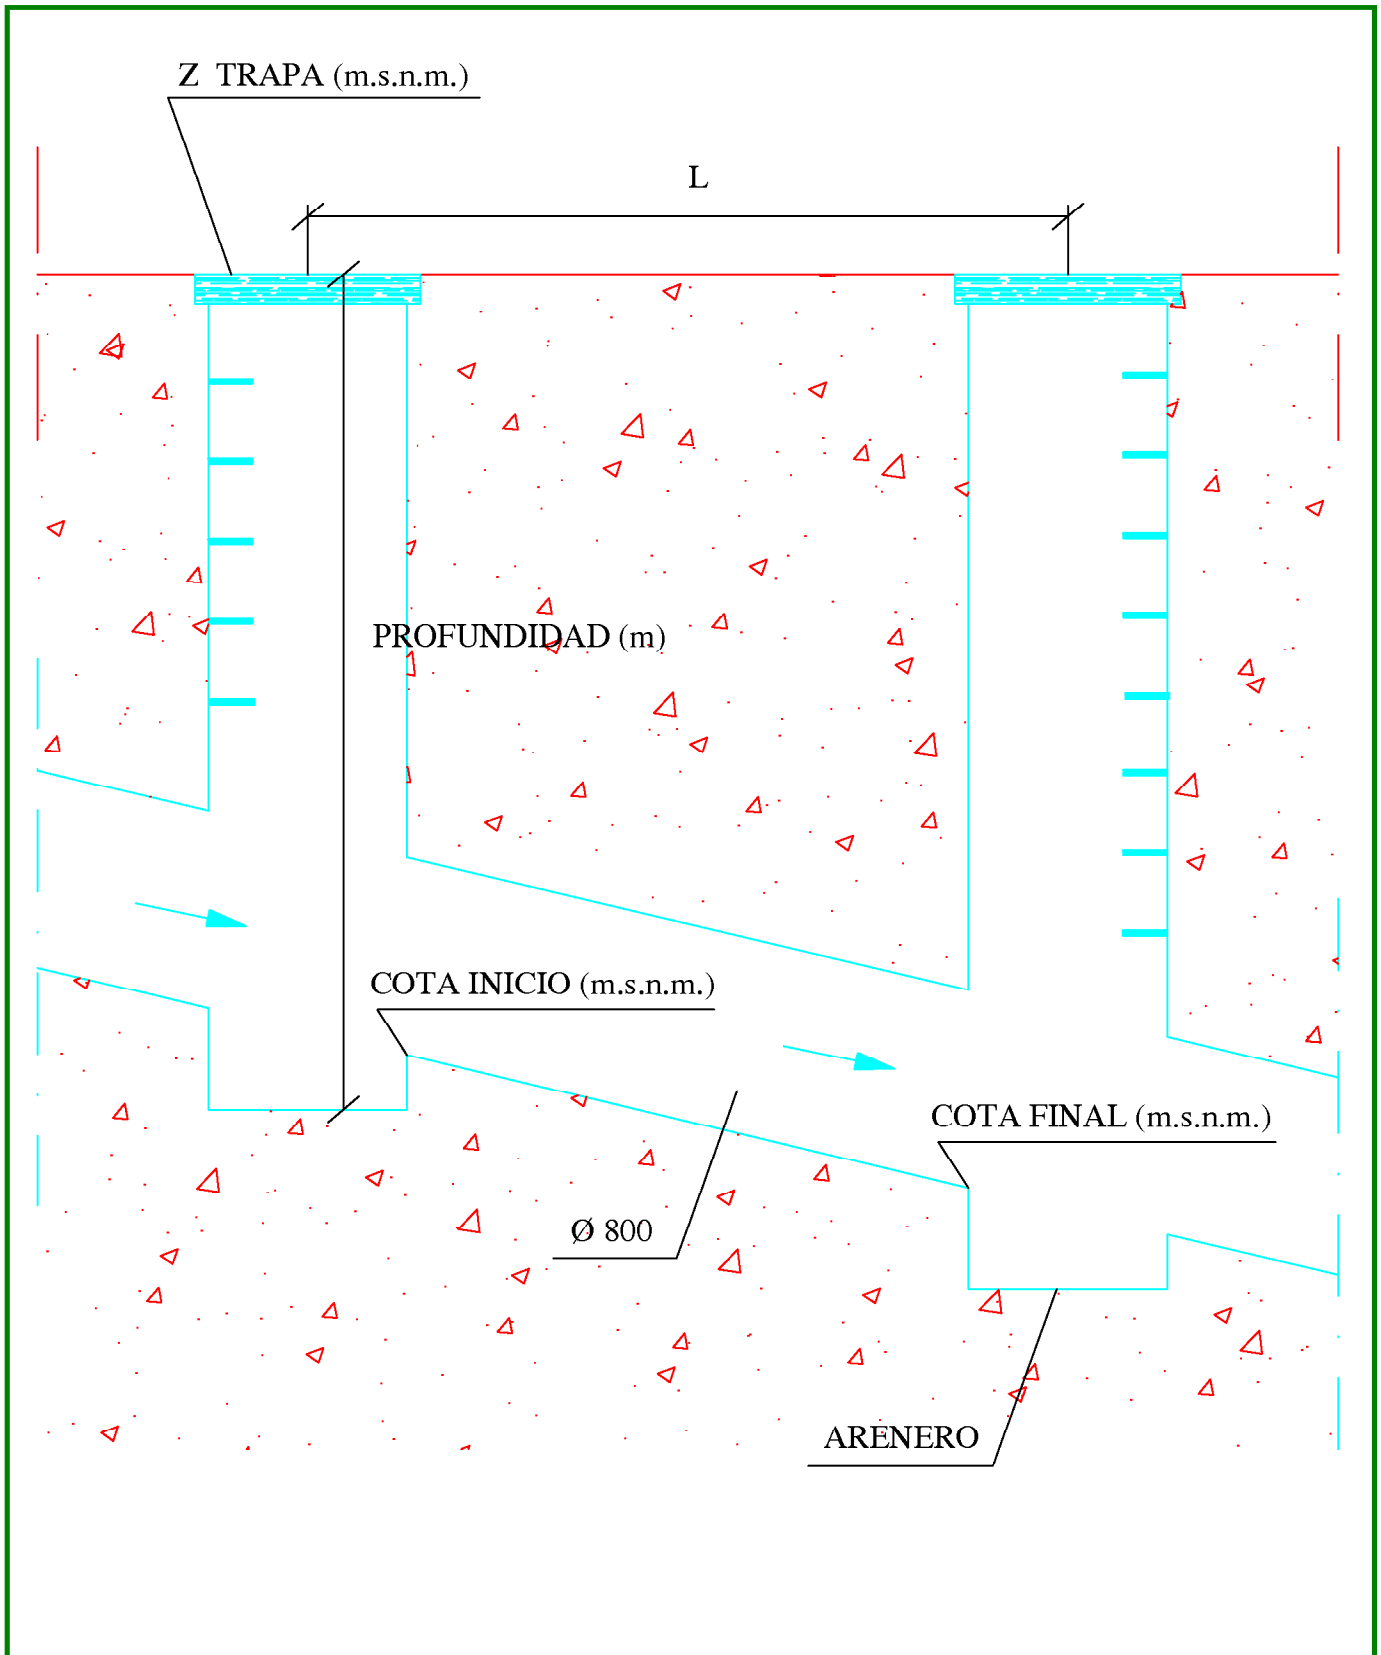 Z TRAPA (m.s.n.m.)
L
PROFUNDIDAD (m)
COTA INICIO (m.s.n.m.)
COTA FINAL (m.s.n.m.)
Ø 800
ARENERO